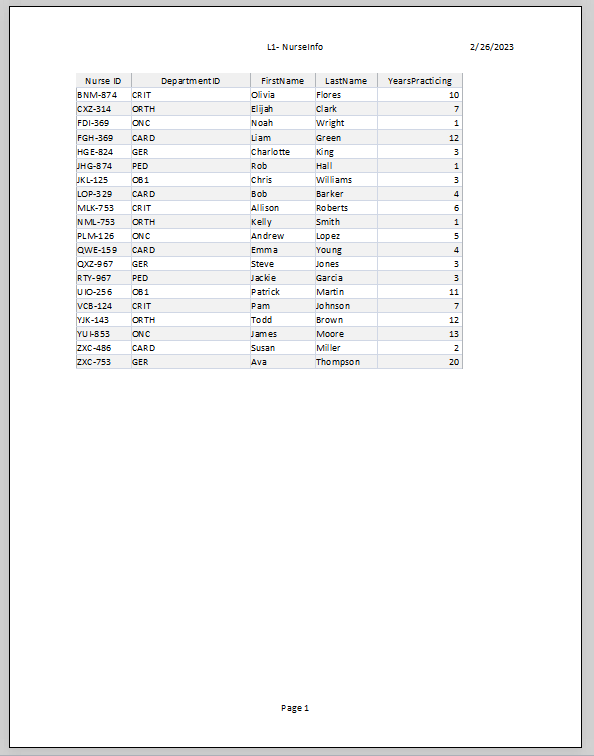 L1- NurseInfo 2/26/2023
Nurse ID DepartmentID FirstName LastName YearsPracticing
BNM-874 CRIT Olivia Flores 10
CXZ-314 ORTH Elijah Clark 7
FDI-369 ONC Noah Wright 1
FGH-369 CARD Liam Green 12
HGE-824 GER Charlotte King 3
JHG-874 PED Rob Hall 1
JKL-125 OB1 Chris Williams 3
LOP-329 CARD Bob Barker 4
MLK-753 CRIT Allison Roberts 6
NML-753 ORTH Kelly Smith 1
PLM-126 ONC Andrew Lopez 5
QWE-159 CARD Emma Young 4
QXZ-967 GER Steve Jones 3
RTY-967 PED Jackie Garcia 3
UIO-256 OB1 Patrick Martin 11
VCB-124 CRIT Pam Johnson 7
YJK-143 ORTH Todd Brown 12
YUI-853 ONC James Moore 13
ZXC-486 CARD Susan Miller 2
ZXC-753 GER Ava Thompson 20
Page 1